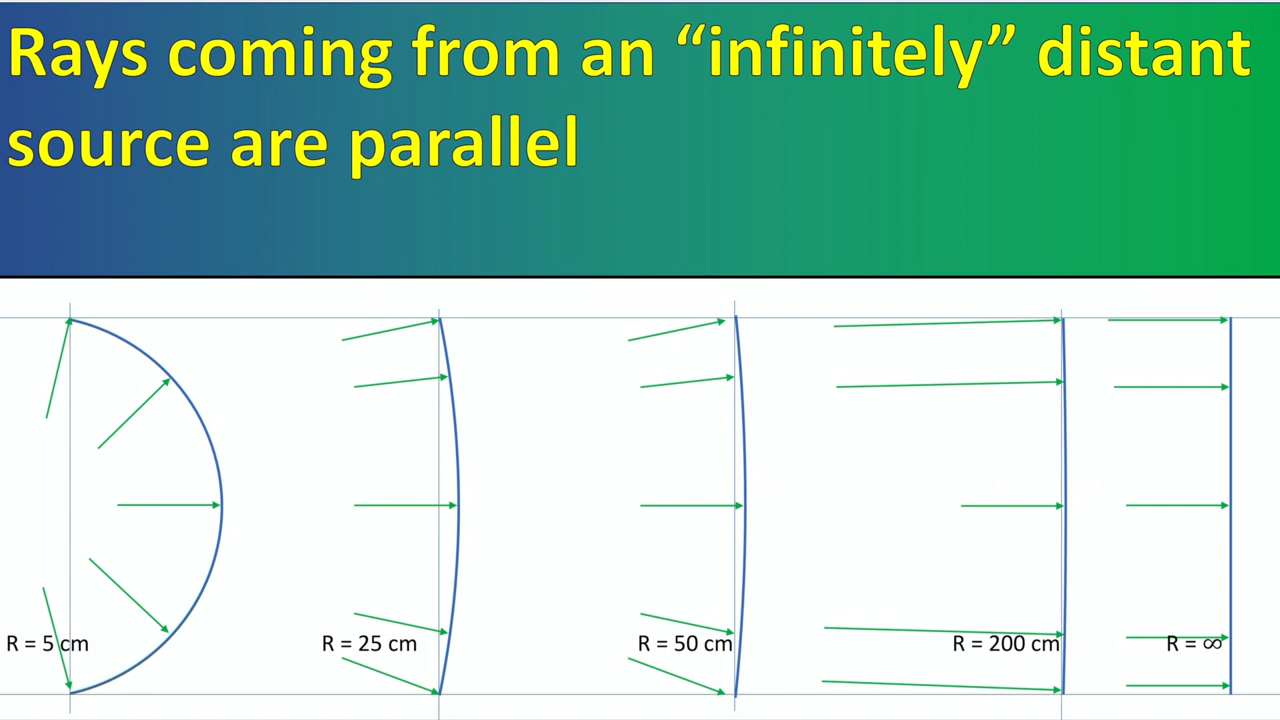 Rays coming from an “infinitely” distant
source are parallel
R = 5 cm
R = 25 cm
R = 50 cm
R = 200 cm
R = ∞